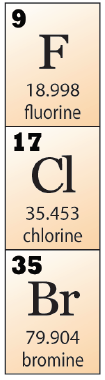 9
F
18.998
fluorine
17
Cl
35.453
chlorine
35
Br
79.904
bromine